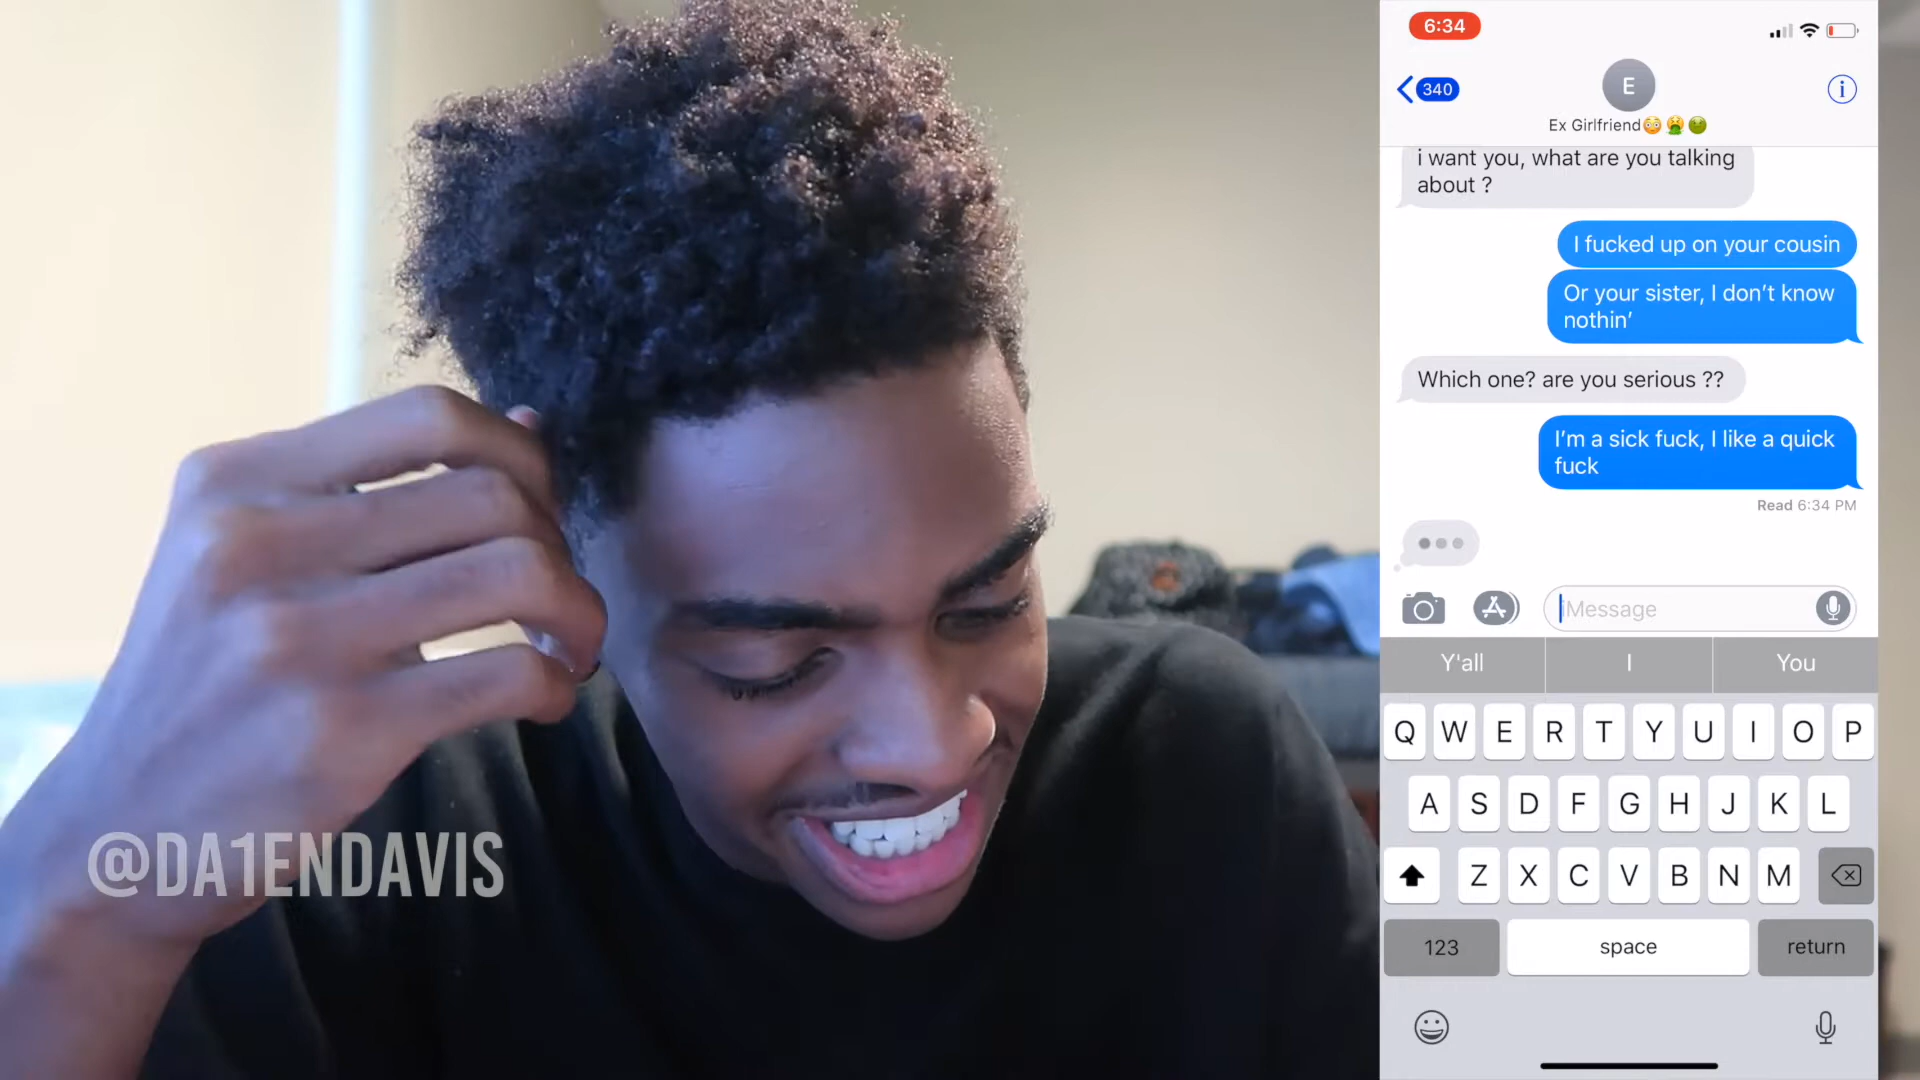 @DA1ENDAVIS
6:34
340
E
Ex Girlfriend😳🤮🤢
i want you, what are you talking
about ?
I fucked up on your cousin
Or your sister, I don’t know
nothin’
Which one? are you serious ??
I’m a sick fuck, I like a quick
fuck
Read 6:34 PM
iMessage
Y'all I You
Q W E R T Y U I O P
A S D F G H J K L
Z X C V B N M
123 space return